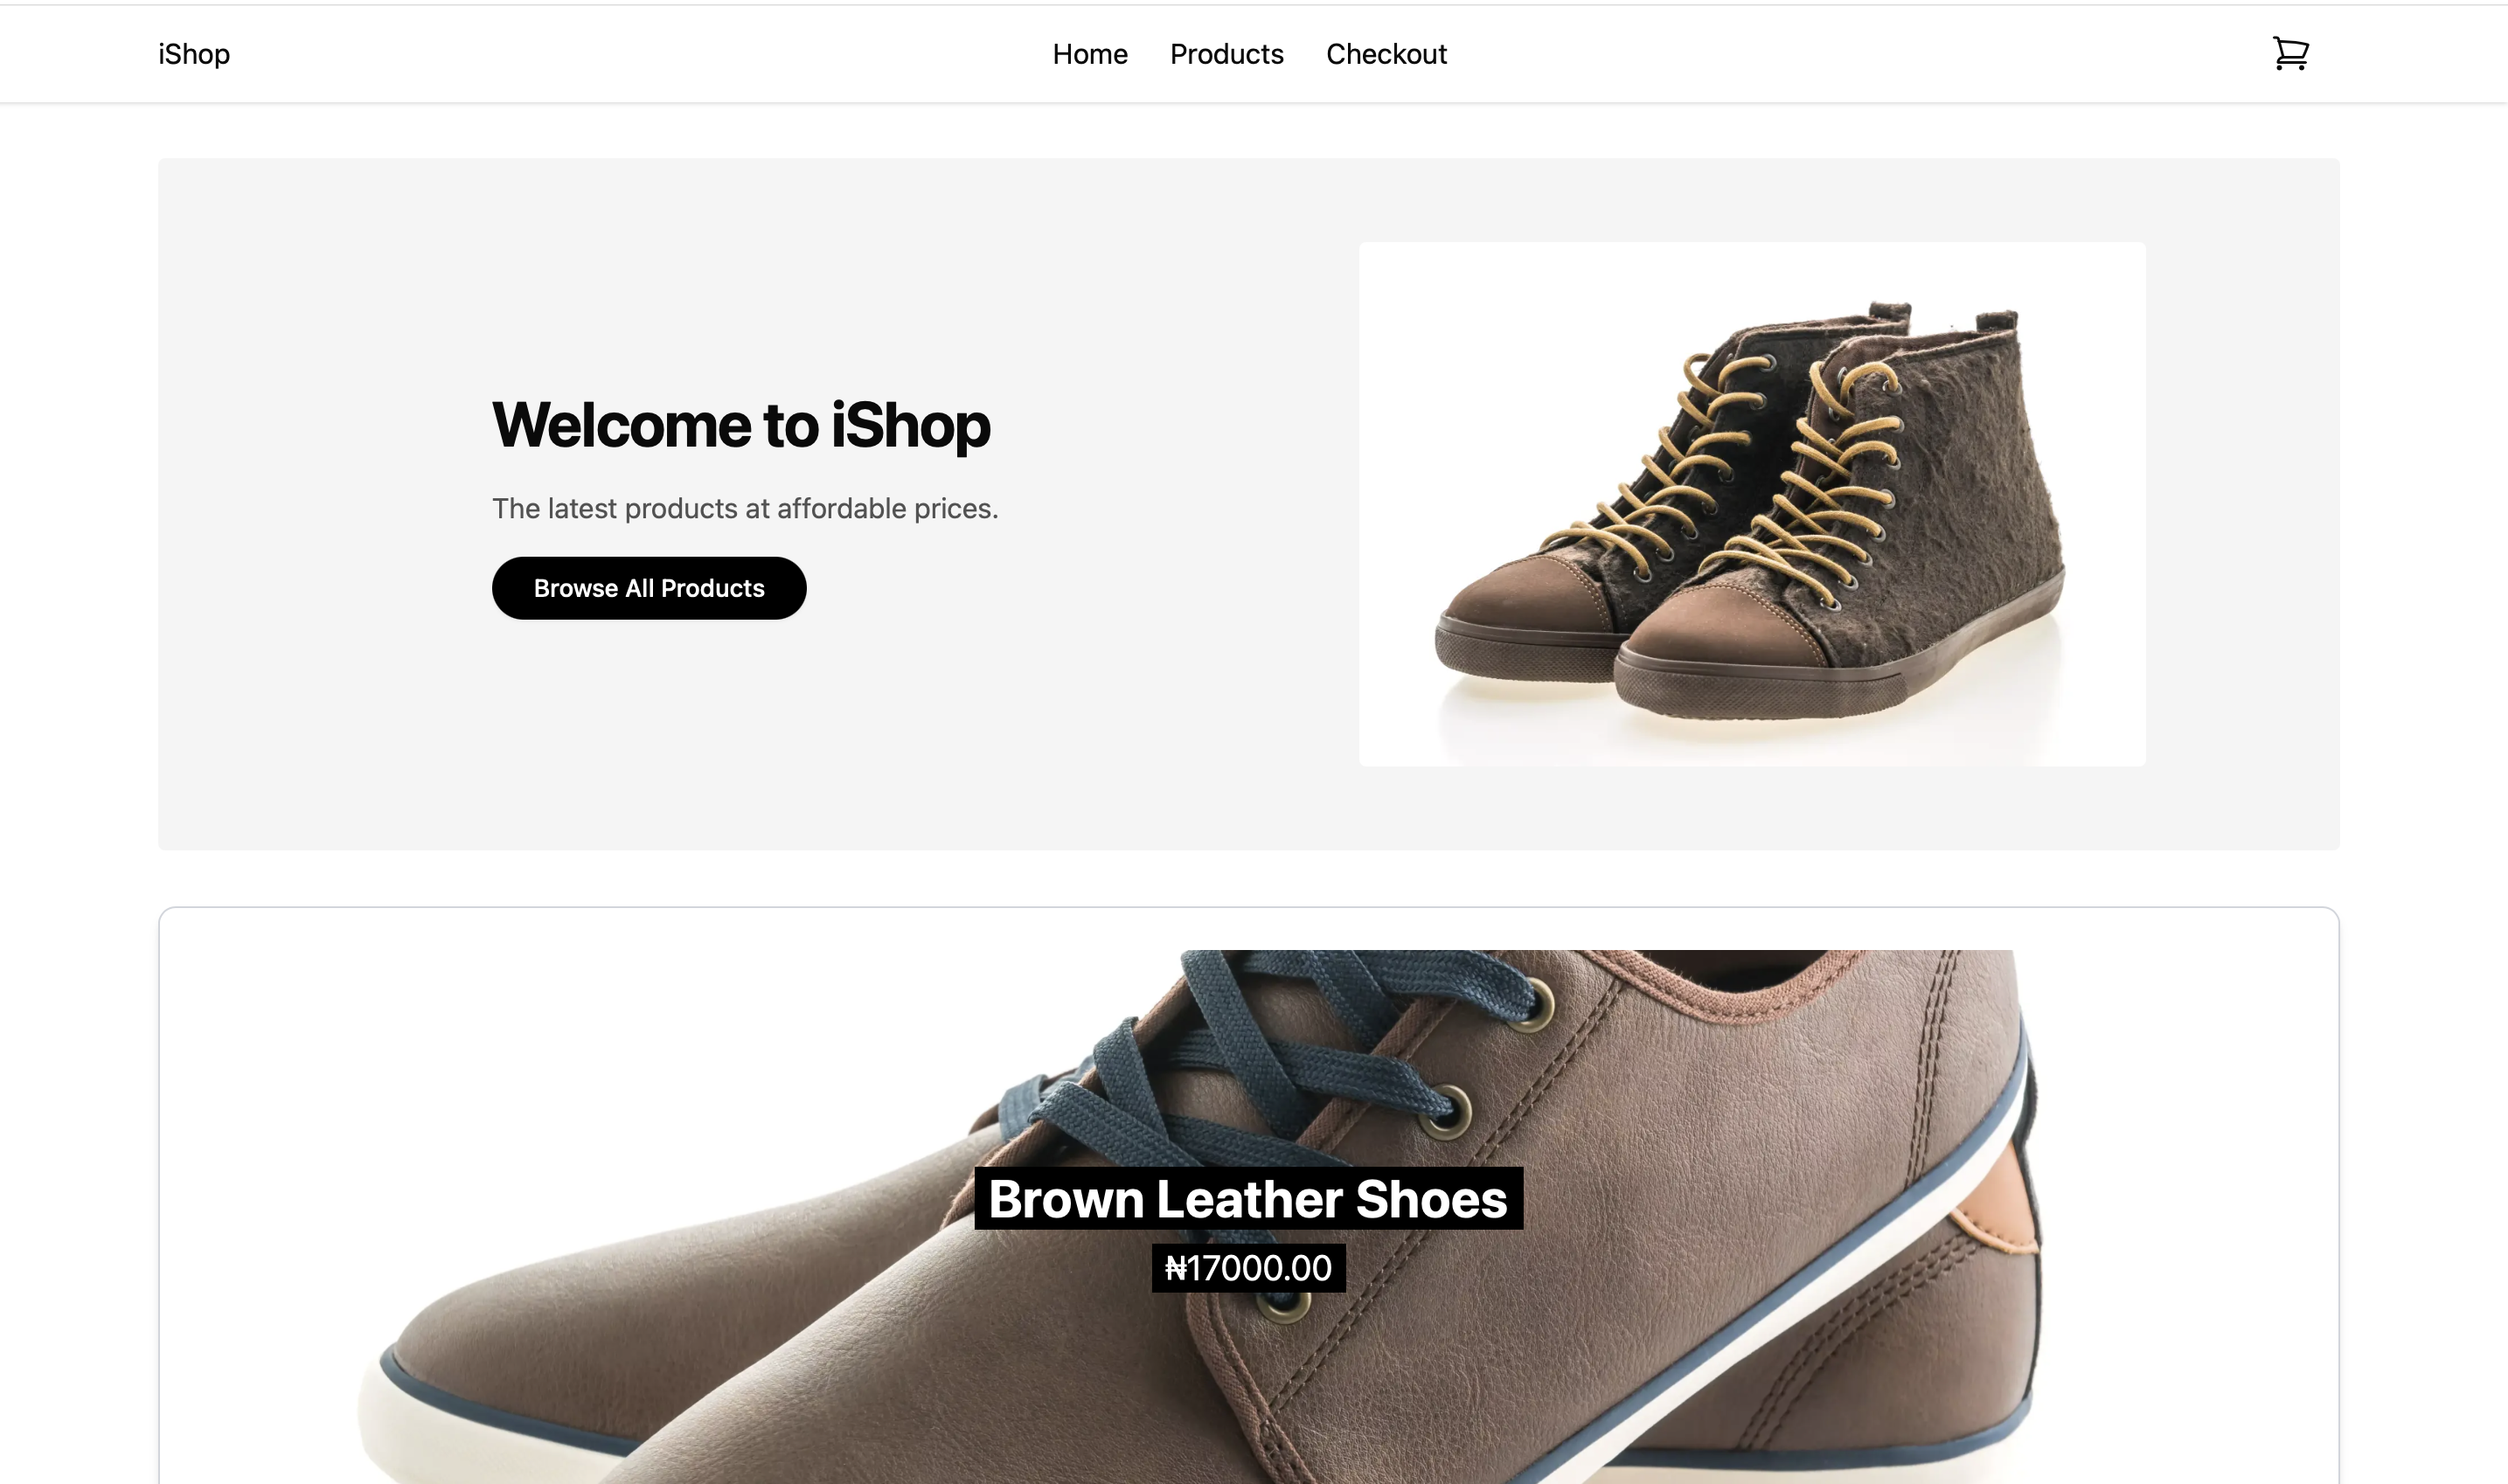 iShop
Home Products Checkout
Welcome to iShop
The latest products at affordable prices.
Browse All Products
Brown Leather Shoes
₦17000.00